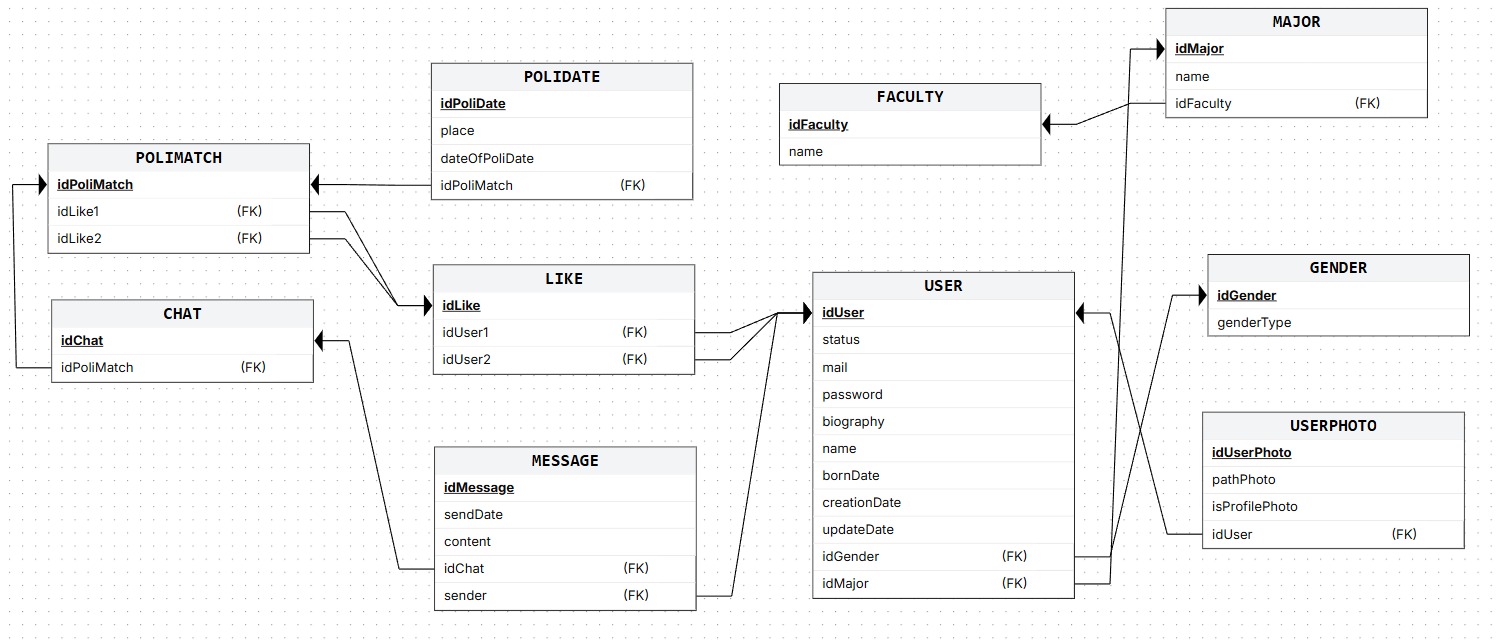 MAJOR
idMajor
name
idFaculty (FK)
POLIDATE
idPoliDate
place
dateOfPoliDate
idPoliMatch (FK)
FACULTY
idFaculty
name
POLIMATCH
idPoliMatch
idLike1 (FK)
idLike2 (FK)
GENDER
idGender
genderType
LIKE
idLike
idUser1 (FK)
idUser2 (FK)
USER
idUser
status
mail
password
biography
name
bornDate
creationDate
updateDate
idGender (FK)
idMajor (FK)
CHAT
idChat
idPoliMatch (FK)
USERPHOTO
idUserPhoto
pathPhoto
isProfilePhoto
idUser (FK)
MESSAGE
idMessage
sendDate
content
idChat (FK)
sender (FK)